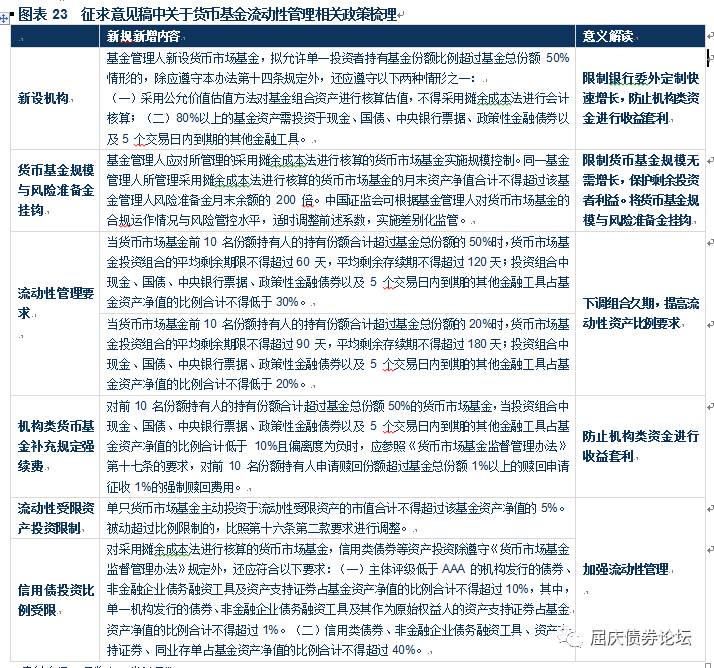 图表 23 征求意见稿中关于货币基金流动性管理相关政策梳理
新规新增内容
意义解读
新设机构
基金管理人新设货币市场基金，拟允许单一投资者持有基金份额比例超过基金总份额 50%
情形的，除应遵守本办法第十四条规定外，还应遵守以下两种情形之一：
（一）采用公允价值估值方法对基金组合资产进行核算估值，不得采用摊余成本法进行会计
核算；（二）80%以上的基金资产需投资于现金、国债、中央银行票据、政策性金融债券以
及 5 个交易日内到期的其他金融工具。
限制银行委外定制快
速增长，防止机构类资
金进行收益套利
货币基金规模
与风险准备金
挂钩
基金管理人应对所管理的采用摊余成本法进行核算的货币市场基金实施规模控制。同一基金
管理人所管理采用摊余成本法进行核算的货币市场基金的月末资产净值合计不得超过该基
金管理人风险准备金月末余额的 200 倍。中国证监会可根据基金管理人对货币市场基金的
合规运作情况与风险管控水平，适时调整前述系数，实施差别化监管。
限制货币基金规模无
需增长，保护剩余投资
者利益。将货币基金规
模与风险准备金挂钩
流动性管理要
求
当货币市场基金前 10 名份额持有人的持有份额合计超过基金总份额的 50%时，货币市场基
金投资组合的平均剩余期限不得超过 60 天，平均剩余存续期不得超过 120 天；投资组合中
现金、国债、中央银行票据、政策性金融债券以及 5 个交易日内到期的其他金融工具占基
金资产净值的比例合计不得低于 30%。
当货币市场基金前 10 名份额持有人的持有份额合计超过基金总份额的 20%时，货币市场基
金投资组合的平均剩余期限不得超过 90 天，平均剩余存续期不得超过 180 天；投资组合中
现金、国债、中央银行票据、政策性金融债券以及 5 个交易日内到期的其他金融工具占基
金资产净值的比例合计不得低于 20%。
下调组合久期，提高流
动性资产比例要求
机构类货币基
金补充规定强
续费
对前 10 名份额持有人的持有份额合计超过基金总份额 50%的货币市场基金，当投资组合中
现金、国债、中央银行票据、政策性金融债券以及 5 个交易日内到期的其他金融工具占基
金资产净值的比例合计低于 10%且偏离度为负时，应参照《货币市场基金监督管理办法》
第十七条的要求，对前 10 名份额持有人申请赎回份额超过基金总份额 1%以上的赎回申请
征收 1%的强制赎回费用。
防止机构类资金进行
收益套利
流动性受限资
产投资限制
单只货币市场基金主动投资于流动性受限资产的市值合计不得超过该基金资产净值的 5%。
被动超过比例限制的，比照第十六条第二款要求进行调整。
信用债投资比
例受限
对采用摊余成本法进行核算的货币市场基金，信用类债券等资产投资除遵守《货币市场基金
监督管理办法》规定外，还应符合以下要求：（一）主体评级低于 AAA 的机构发行的债券、
非金融企业债务融资工具及资产支持证券占基金资产净值的比例合计不得超过 10%，其中，
单一机构发行的债券、非金融企业债务融资工具及其作为原始权益人的资产支持证券占基金
资产净值的比例合计不得超过 1%。（二）信用类债券、非金融企业债务融资工具、资产支
持证券、同业存单占基金资产净值的比例合计不得超过 40%。
加强流动性管理
屈庆债券论坛